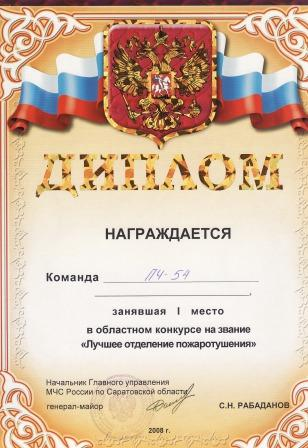 ДИПЛОМ
НАГРАЖДАЕТСЯ
Команда ПЧ-54
занявшая I место
в областном конкурсе на звание
«Лучшее отделение пожаротушения»
Начальник Главного управления
МЧС России по Саратовской области
генерал-майор С.Н. РАБАДАНОВ
2008 г.